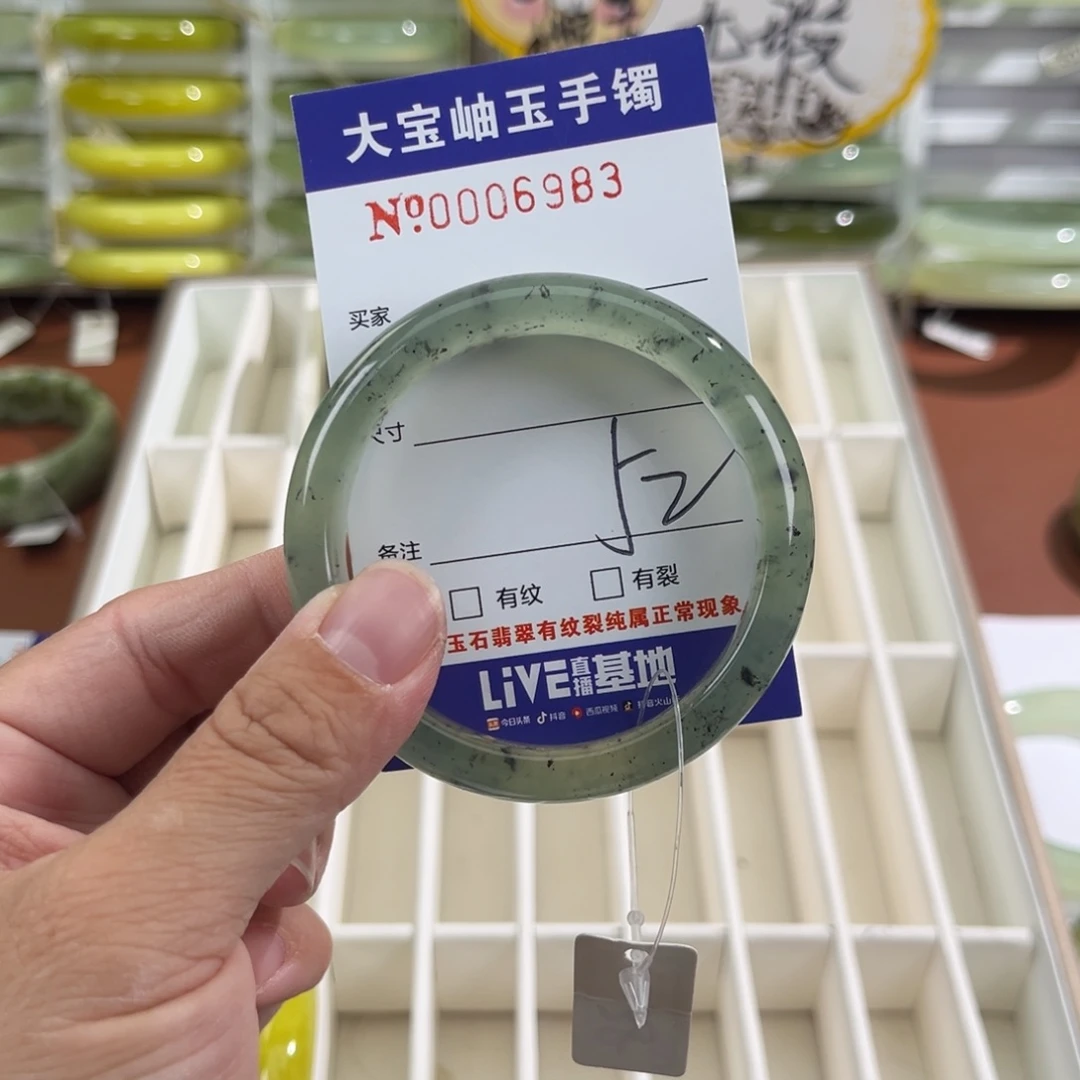 大宝岫玉手镯
Nº0006983
买家
尺寸
52
备注
□ 有纹 □ 有裂
玉石翡翠有纹裂纯属正常现象
LiVE直播基地
今日头条 抖音 西瓜视频 抖音火山